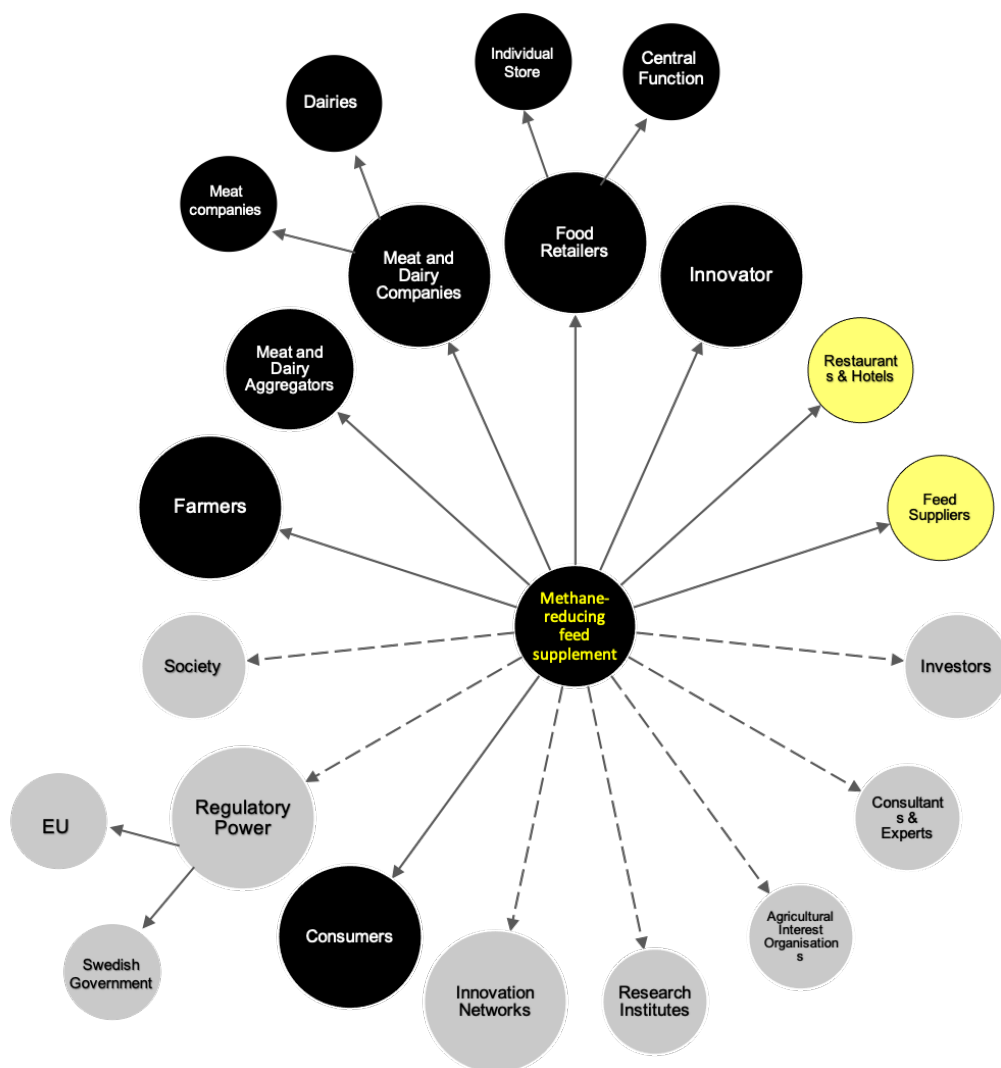 Individual
Store
Central
Function
Dairies
Meat
companies
Food
Retailers
Meat and
Dairy
Companies
Innovator
Meat and
Dairy
Aggregators
Restaurant
s & Hotels
Farmers
Feed
Suppliers
Methane-
reducing
feed
supplement
Society
Investors
Regulatory
Power
EU
Consultant
s &
Experts
Consumers
Agricultural
Interest
Organisation
s
Swedish
Government
Innovation
Networks
Research
Institutes